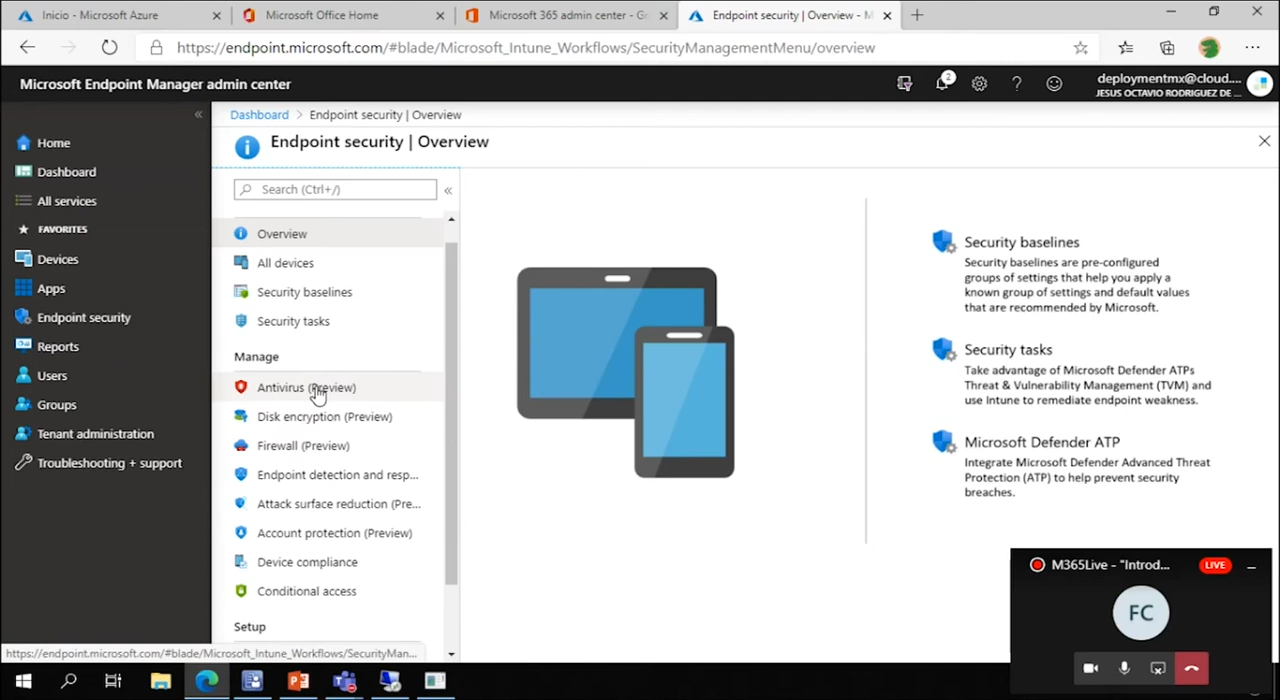 Inicio - Microsoft Azure
Microsoft Office Home
Microsoft 365 admin center - Gr
Endpoint security | Overview - M
https://endpoint.microsoft.com/#blade/Microsoft_Intune_Workflows/SecurityManagementMenu/overview
Microsoft Endpoint Manager admin center
2
deploymentmx@cloud....
JESUS OCTAVIO RODRIGUEZ DE ...
Home
Dashboard
All services
FAVORITES
Devices
Apps
Endpoint security
Reports
Users
Groups
Tenant administration
Troubleshooting + support
Dashboard > Endpoint security | Overview
Endpoint security | Overview
Search (Ctrl+/)
Overview
All devices
Security baselines
Security tasks
Manage
Antivirus (Preview)
Disk encryption (Preview)
Firewall (Preview)
Endpoint detection and resp...
Attack surface reduction (Pre...
Account protection (Preview)
Device compliance
Conditional access
Setup
Security baselines
Security baselines are pre-configured
groups of settings that help you apply a
known group of settings and default values
that are recommended by Microsoft.
Security tasks
Take advantage of Microsoft Defender ATPs
Threat & Vulnerability Management (TVM) and
use Intune to remediate endpoint weakness.
Microsoft Defender ATP
Integrate Microsoft Defender Advanced Threat
Protection (ATP) to help prevent security
breaches.
M365Live - "Introd...
LIVE
FC
https://endpoint.microsoft.com/#blade/Microsoft_Intune_Workflows/SecurityMan...